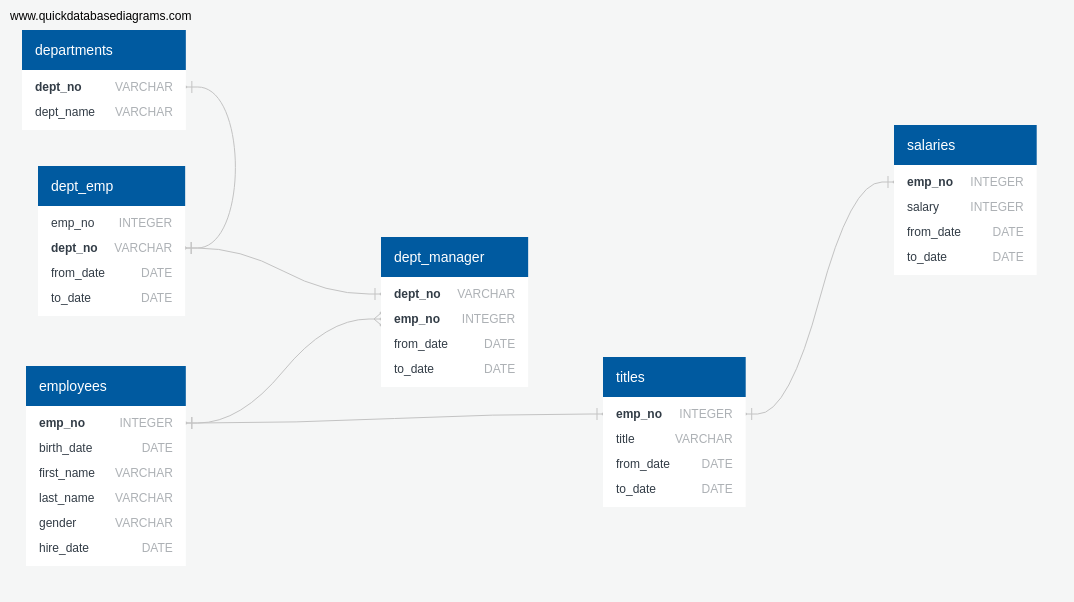 www.quickdatabasediagrams.com
departments
dept_no VARCHAR
dept_name VARCHAR
dept_emp
emp_no INTEGER
dept_no VARCHAR
from_date DATE
to_date DATE
employees
emp_no INTEGER
birth_date DATE
first_name VARCHAR
last_name VARCHAR
gender VARCHAR
hire_date DATE
dept_manager
dept_no VARCHAR
emp_no INTEGER
from_date DATE
to_date DATE
titles
emp_no INTEGER
title VARCHAR
from_date DATE
to_date DATE
salaries
emp_no INTEGER
salary INTEGER
from_date DATE
to_date DATE